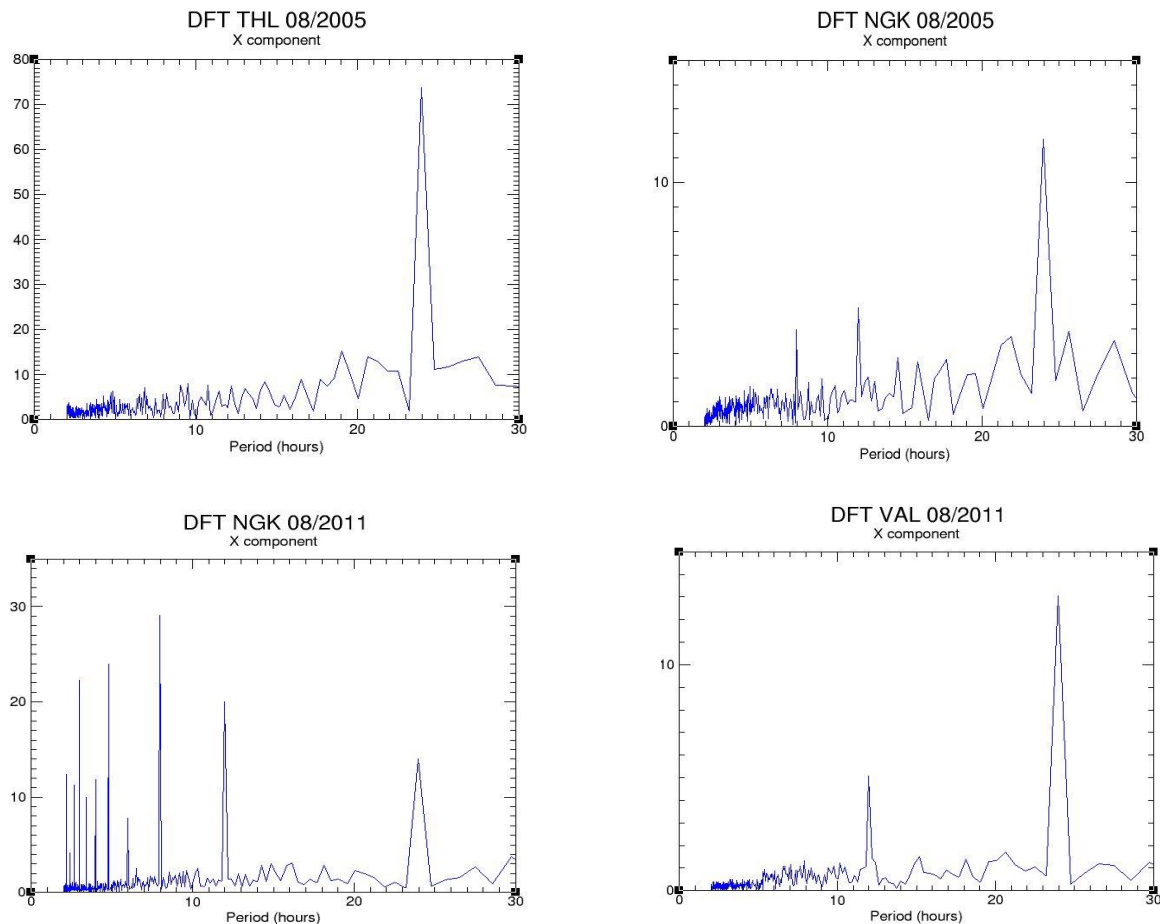 DFT THL 08/2005
X component
80
70
60
50
40
30
20
10
0
0 10 20 30
Period (hours)
DFT NGK 08/2005
X component
10
0
0 10 20 30
Period (hours)
DFT NGK 08/2011
X component
30
20
10
0
0 10 20 30
Period (hours)
DFT VAL 08/2011
X component
10
0
0 10 20 30
Period (hours)